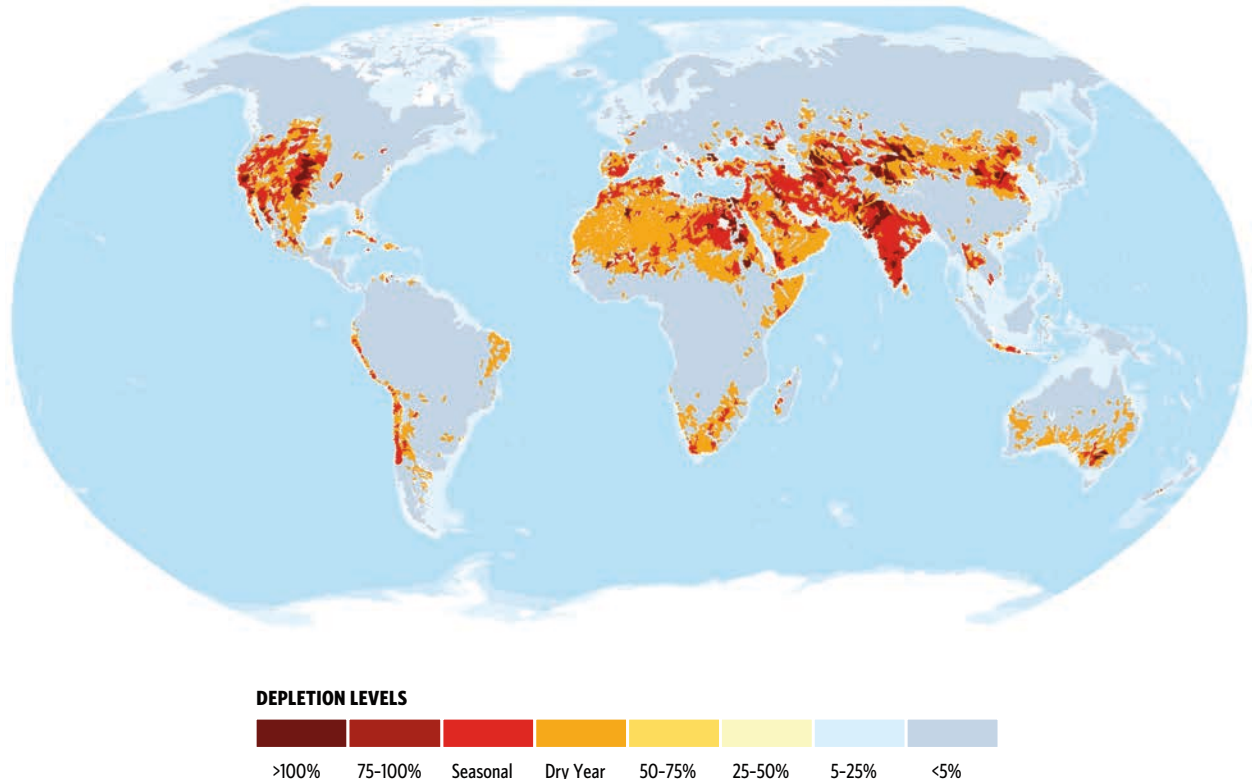 DEPLETION LEVELS
>100% 75–100% Seasonal Dry Year 50–75% 25–50% 5–25% <5%